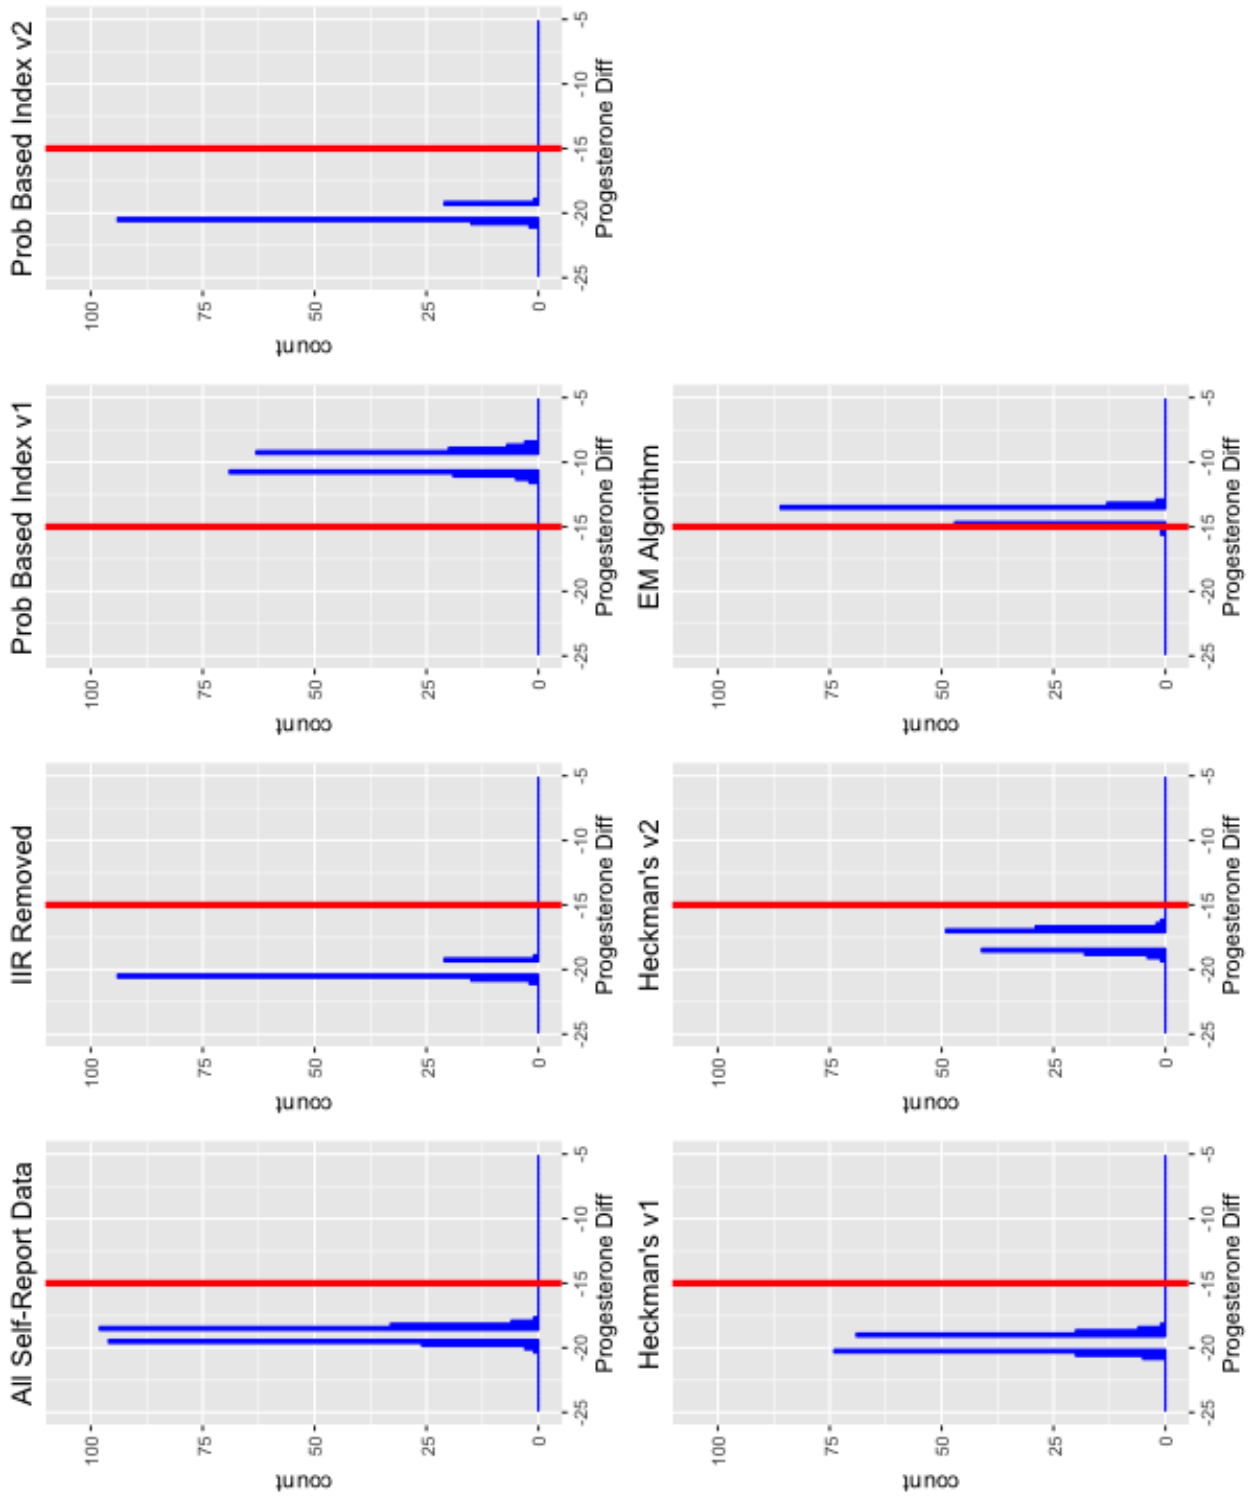 All Self-Report Data
100
75
50
25
0
count
-25 -20 -15 -10 -5
Progesterone Diff
IIR Removed
100
75
50
25
0
count
-25 -20 -15 -10 -5
Progesterone Diff
Prob Based Index v1
100
75
50
25
0
count
-25 -20 -15 -10 -5
Progesterone Diff
Prob Based Index v2
100
75
50
25
0
count
-25 -20 -15 -10 -5
Progesterone Diff
Heckman's v1
100
75
50
25
0
count
-25 -20 -15 -10 -5
Progesterone Diff
Heckman's v2
100
75
50
25
0
count
-25 -20 -15 -10 -5
Progesterone Diff
EM Algorithm
100
75
50
25
0
count
-25 -20 -15 -10 -5
Progesterone Diff